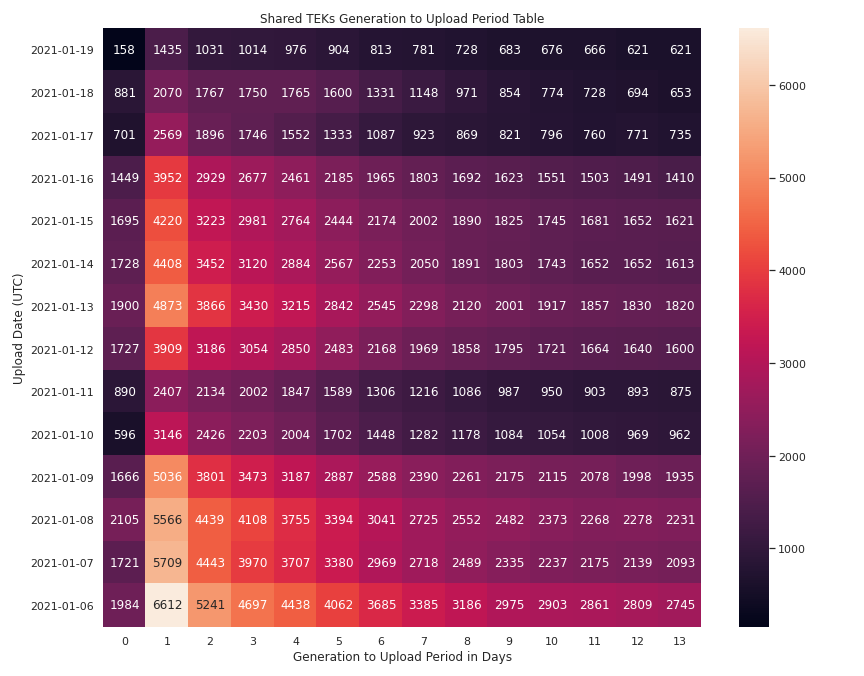 Shared TEKs Generation to Upload Period Table
Upload Date (UTC)
2021-01-19 158 1435 1031 1014 976 904 813 781 728 683 676 666 621 621
2021-01-18 881 2070 1767 1750 1765 1600 1331 1148 971 854 774 728 694 653
2021-01-17 701 2569 1896 1746 1552 1333 1087 923 869 821 796 760 771 735
2021-01-16 1449 3952 2929 2677 2461 2185 1965 1803 1692 1623 1551 1503 1491 1410
2021-01-15 1695 4220 3223 2981 2764 2444 2174 2002 1890 1825 1745 1681 1652 1621
2021-01-14 1728 4408 3452 3120 2884 2567 2253 2050 1891 1803 1743 1652 1652 1613
2021-01-13 1900 4873 3866 3430 3215 2842 2545 2298 2120 2001 1917 1857 1830 1820
2021-01-12 1727 3909 3186 3054 2850 2483 2168 1969 1858 1795 1721 1664 1640 1600
2021-01-11 890 2407 2134 2002 1847 1589 1306 1216 1086 987 950 903 893 875
2021-01-10 596 3146 2426 2203 2004 1702 1448 1282 1178 1084 1054 1008 969 962
2021-01-09 1666 5036 3801 3473 3187 2887 2588 2390 2261 2175 2115 2078 1998 1935
2021-01-08 2105 5566 4439 4108 3755 3394 3041 2725 2552 2482 2373 2268 2278 2231
2021-01-07 1721 5709 4443 3970 3707 3380 2969 2718 2489 2335 2237 2175 2139 2093
2021-01-06 1984 6612 5241 4697 4438 4062 3685 3385 3186 2975 2903 2861 2809 2745
0 1 2 3 4 5 6 7 8 9 10 11 12 13
Generation to Upload Period in Days
6000
5000
4000
3000
2000
1000